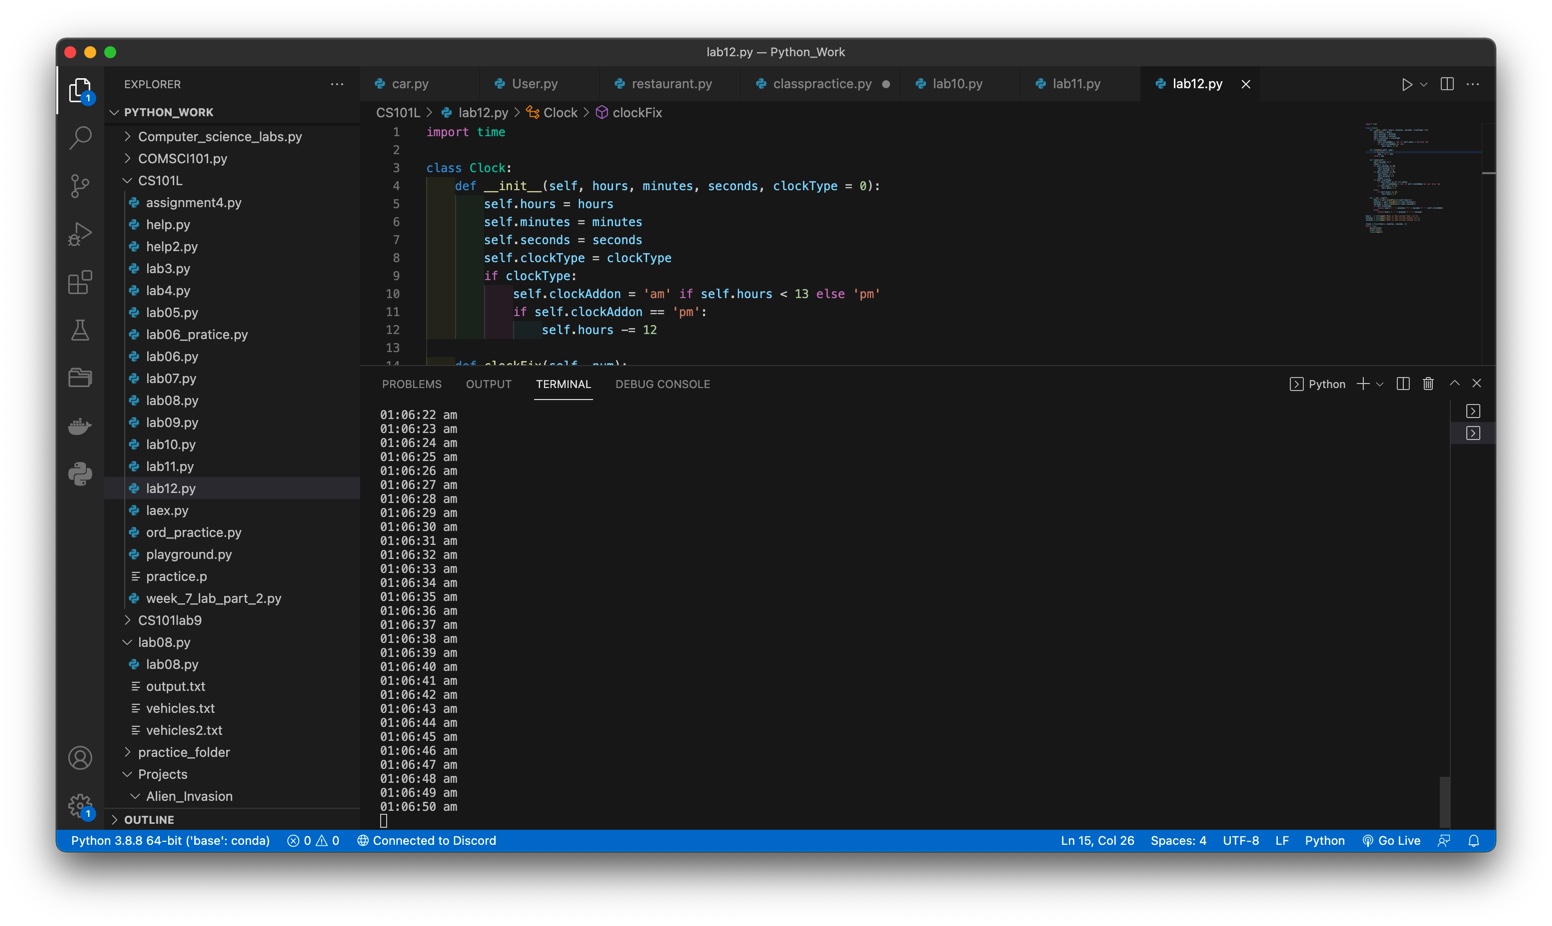 lab12.py — Python_Work
EXPLORER
PYTHON_WORK
Computer_science_labs.py
COMSCI101.py
CS101L
assignment4.py
help.py
help2.py
lab3.py
lab4.py
lab05.py
lab06_pratice.py
lab06.py
lab07.py
lab08.py
lab09.py
lab10.py
lab11.py
lab12.py
laex.py
ord_practice.py
playground.py
practice.p
week_7_lab_part_2.py
CS101lab9
lab08.py
lab08.py
output.txt
vehicles.txt
vehicles2.txt
practice_folder
Projects
Alien_Invasion
OUTLINE
1
1
car.py User.py restaurant.py classpractice.py lab10.py lab11.py lab12.py
CS101L > lab12.py > Clock > clockFix
1 import time
2
3 class Clock:
4 def __init__(self, hours, minutes, seconds, clockType = 0):
5 self.hours = hours
6 self.minutes = minutes
7 self.seconds = seconds
8 self.clockType = clockType
9 if clockType:
10 self.clockAddon = 'am' if self.hours < 13 else 'pm'
11 if self.clockAddon == 'pm':
12 self.hours -= 12
13
14 def clockFix(self, num):
PROBLEMS OUTPUT TERMINAL DEBUG CONSOLE
Python
01:06:22 am
01:06:23 am
01:06:24 am
01:06:25 am
01:06:26 am
01:06:27 am
01:06:28 am
01:06:29 am
01:06:30 am
01:06:31 am
01:06:32 am
01:06:33 am
01:06:34 am
01:06:35 am
01:06:36 am
01:06:37 am
01:06:38 am
01:06:39 am
01:06:40 am
01:06:41 am
01:06:42 am
01:06:43 am
01:06:44 am
01:06:45 am
01:06:46 am
01:06:47 am
01:06:48 am
01:06:49 am
01:06:50 am
Python 3.8.8 64-bit ('base': conda) 0 0 Connected to Discord Ln 15, Col 26 Spaces: 4 UTF-8 LF Python Go Live